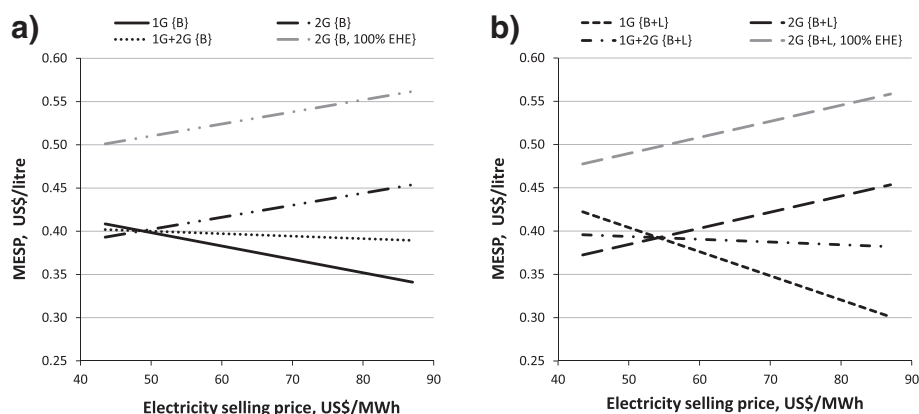 a)
1G {B}
2G {B}
1G+2G {B}
2G {B, 100% EHE}
0.60
0.55
0.50
0.45
0.40
0.35
0.30
0.25
MESP, US$/litre
40 50 60 70 80 90
Electricity selling price, US$/MWh
b)
1G {B+L}
2G {B+L}
1G+2G {B+L}
2G {B+L, 100% EHE}
0.60
0.55
0.50
0.45
0.40
0.35
0.30
0.25
MESP, US$/litre
40 50 60 70 80 90
Electricity selling price, US$/MWh